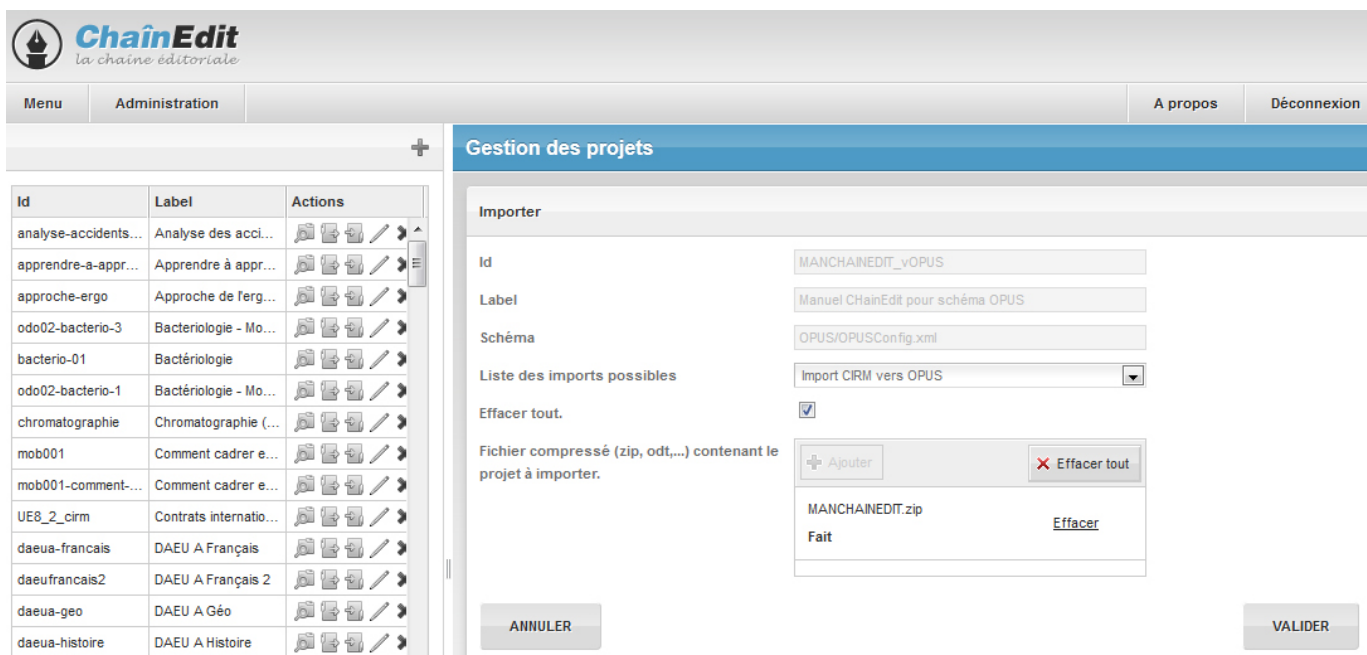 ChaînEdit
la chaîne éditoriale
Menu
Administration
A propos
Déconnexion
Gestion des projets
Id
Label
Actions
analyse-accidents...
Analyse des acci...
apprendre-a-appr...
Apprendre à appr...
approche-ergo
Approche de l'erg...
odo02-bacterio-3
Bacteriologie - Mo...
bacterio-01
Bactériologie
odo02-bacterio-1
Bactériologie - Mo...
chromatographie
Chromatographie (...
mob001
Comment cadrer e...
mob001-comment-...
Comment cadrer e...
UE8_2_cirm
Contrats internatio...
daeua-francais
DAEU A Français
daeufrancais2
DAEU A Français 2
daeua-geo
DAEU A Géo
daeua-histoire
DAEU A Histoire
Importer
Id
MANCHAINEDIT_vOPUS
Label
Manuel CHainEdit pour schéma OPUS
Schéma
OPUS/OPUSConfig.xml
Liste des imports possibles
Import CIRM vers OPUS
Effacer tout.
Fichier compressé (zip, odt,...) contenant le
projet à importer.
Ajouter
Effacer tout
MANCHAINEDIT.zip
Effacer
Fait
ANNULER
VALIDER